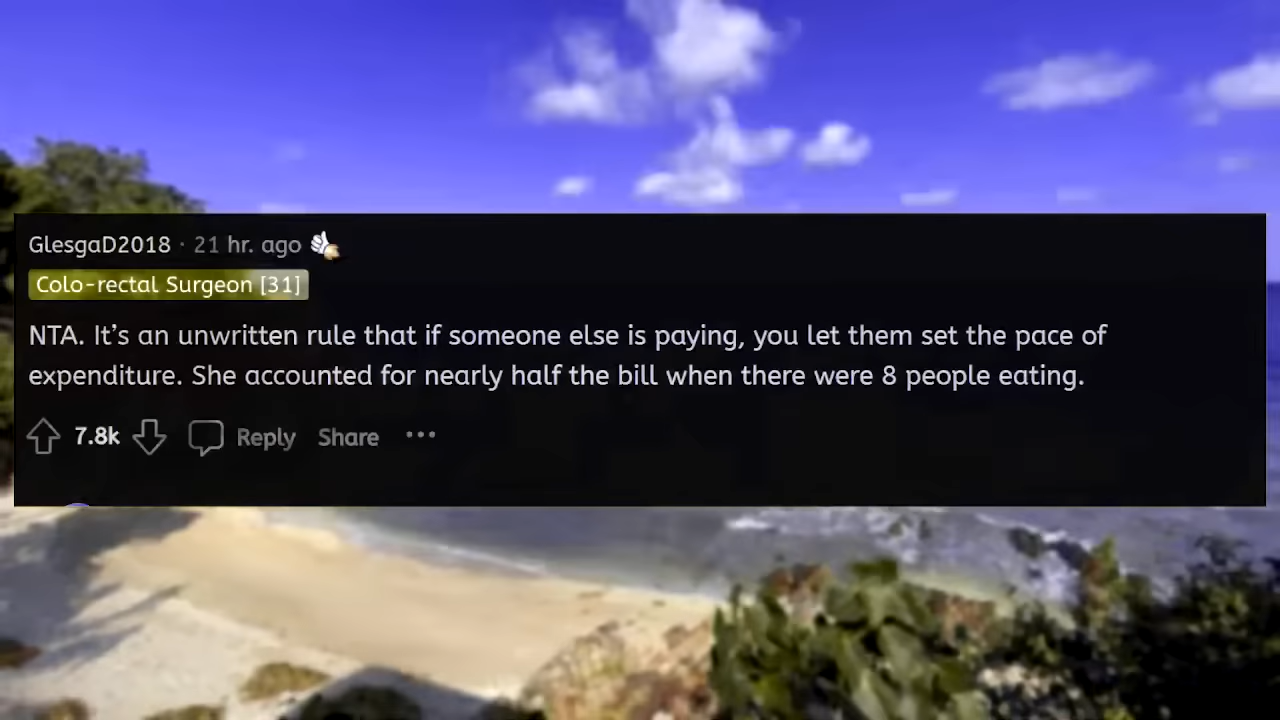 GlesgaD2018 · 21 hr. ago
Colo-rectal Surgeon [31]
NTA. It’s an unwritten rule that if someone else is paying, you let them set the pace of
expenditure. She accounted for nearly half the bill when there were 8 people eating.
7.8k Reply Share ···